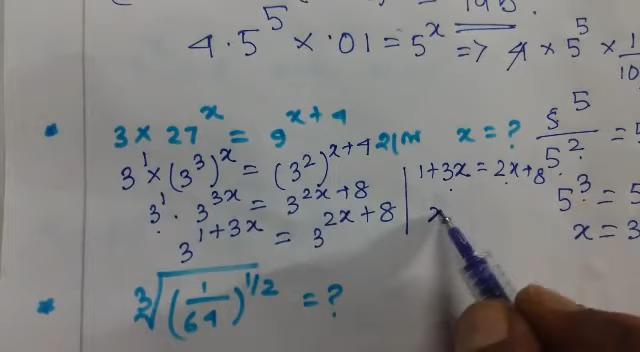 4 · 5^5 × ·01 = 5^x => 4 × 5^5 × 1/10
3 × 27^x = 9^(x+4) হলে x = ?
5^5/5^2 =
3^1 × (3^3)^x = (3^2)^(x+4)
1+3x = 2x+8
3^1 · 3^(3x) = 3^(2x+8)
x
5^3 = 5
3^(1+3x) = 3^(2x+8)
x = 3
∛((1/64)^(1/2)) = ?